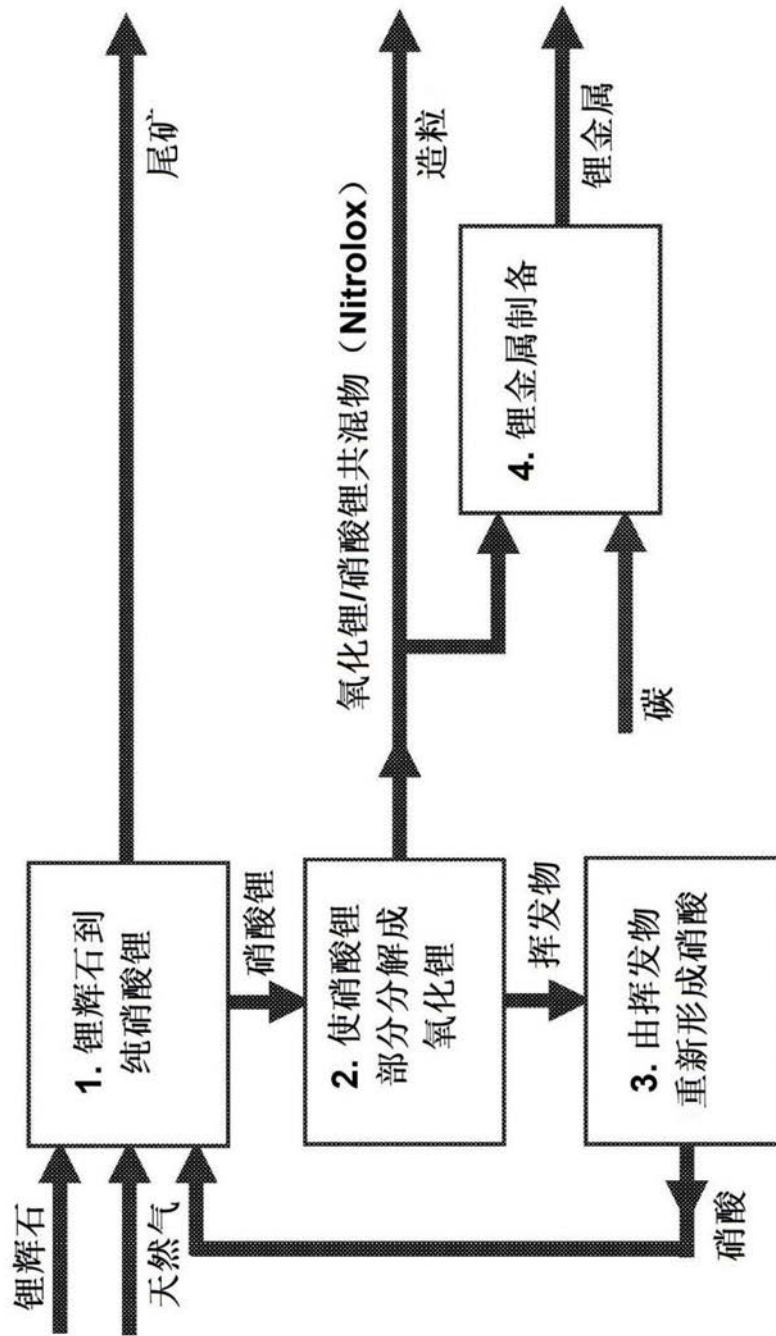 锂辉石
天然气
1. 锂辉石到
纯硝酸锂
尾矿
硝酸锂
2. 使硝酸锂
部分分解成
氧化锂
氧化锂/硝酸锂共混物（Nitrolox）
造粒
挥发物
3. 由挥发物
重新形成硝酸
硝酸
碳
4. 锂金属制备
锂金属